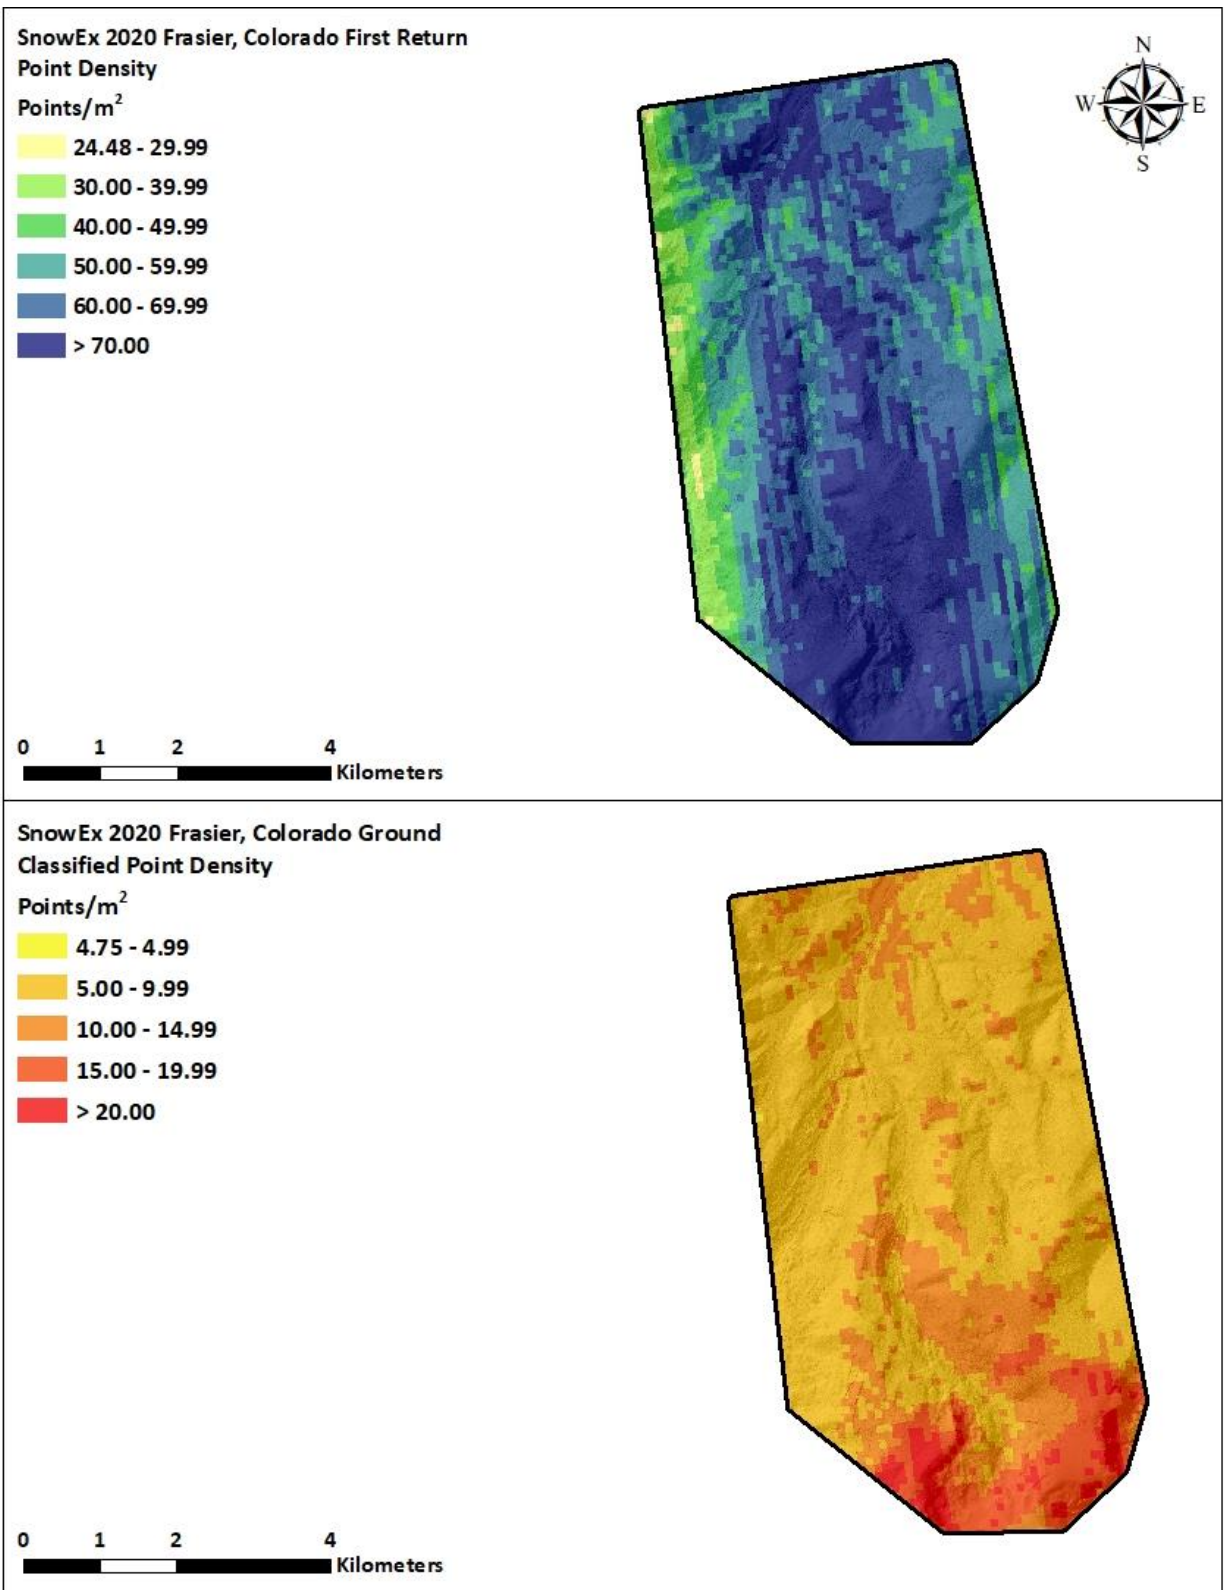 SnowEx 2020 Frasier, Colorado First Return
Point Density
Points/m²
24.48 - 29.99
30.00 - 39.99
40.00 - 49.99
50.00 - 59.99
60.00 - 69.99
> 70.00
N
W E
S
0 1 2 4
Kilometers
SnowEx 2020 Frasier, Colorado Ground
Classified Point Density
Points/m²
4.75 - 4.99
5.00 - 9.99
10.00 - 14.99
15.00 - 19.99
> 20.00
0 1 2 4
Kilometers